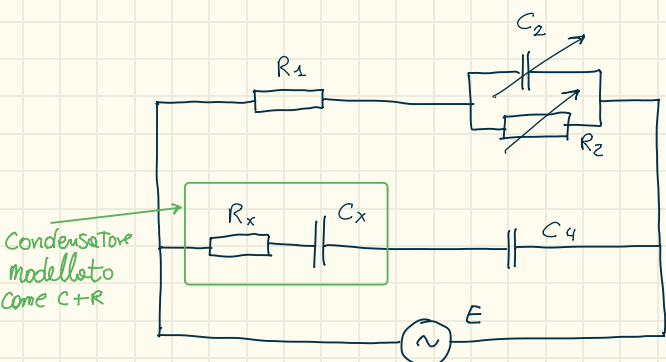 C2
R1
R2
Rx
Cx
C4
Condensatore
modellato
come C+R
E
~